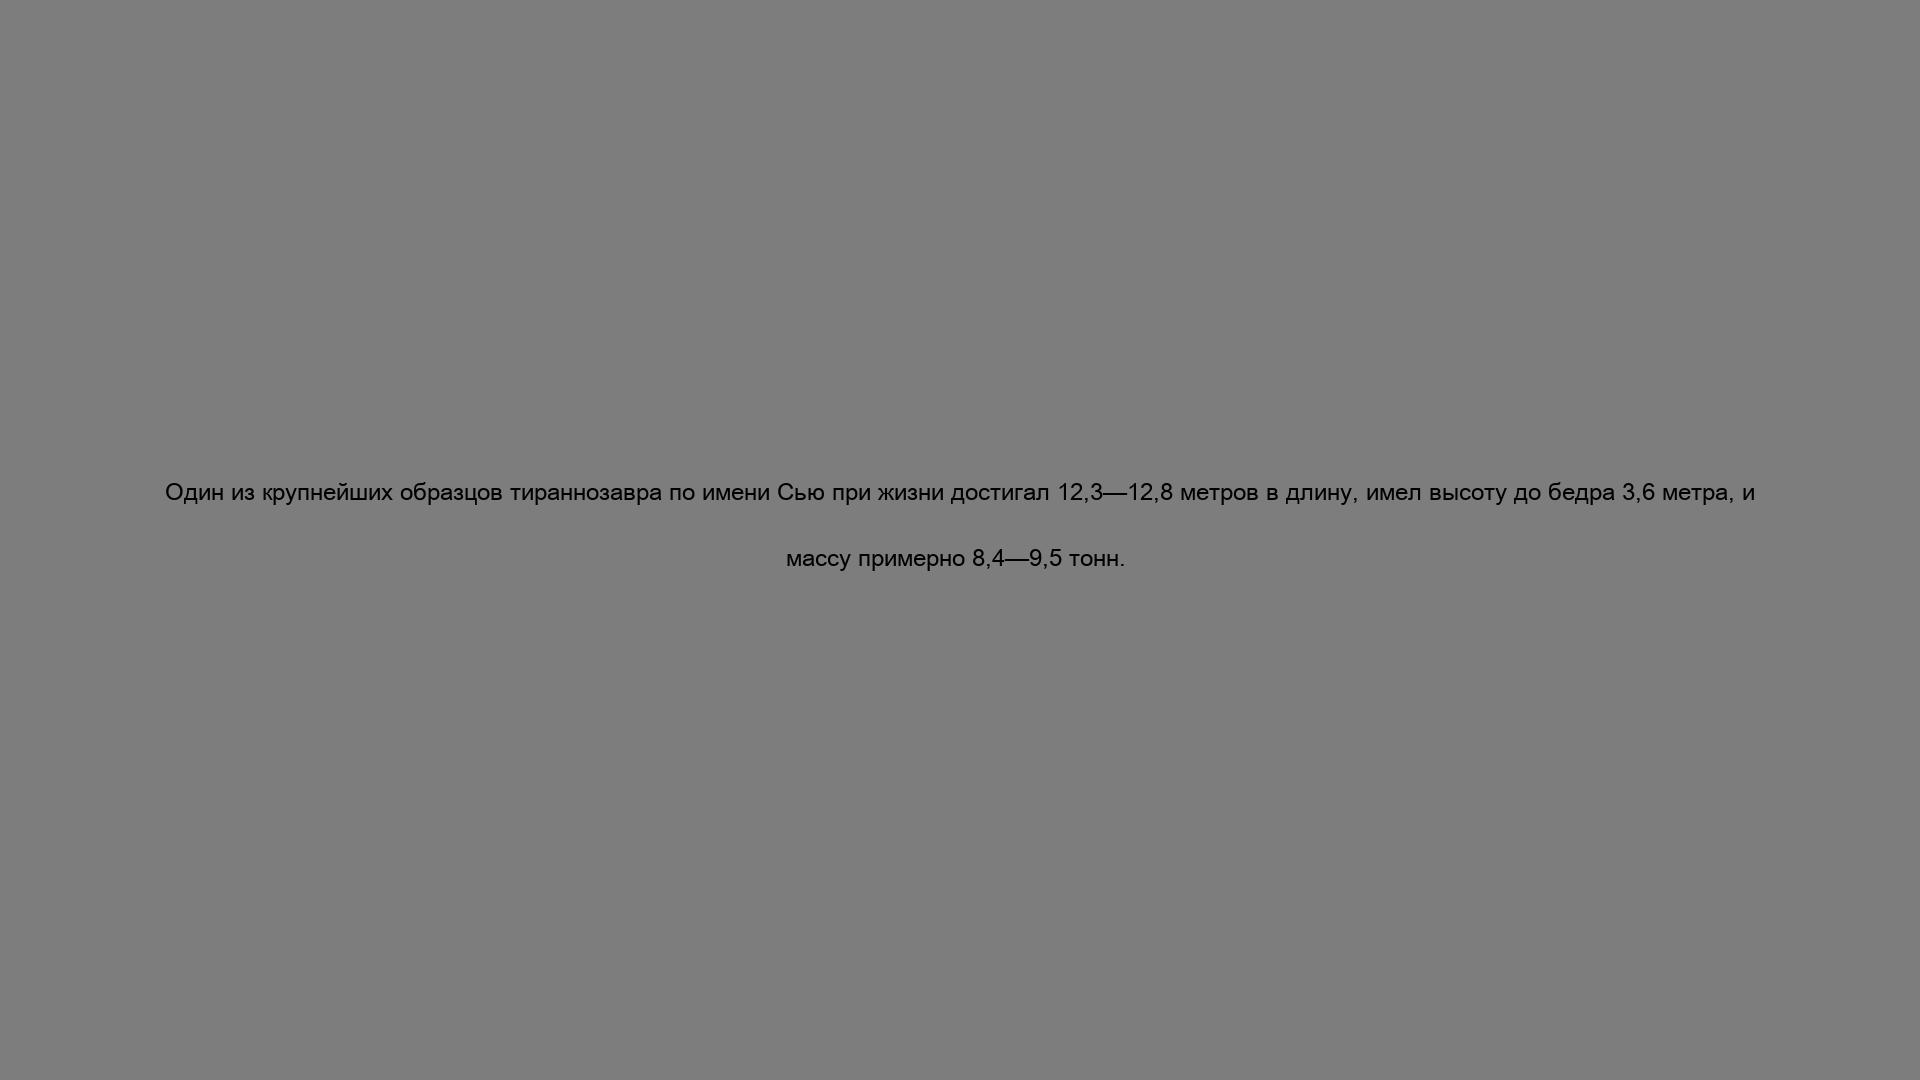 Один из крупнейших образцов тираннозавра по имени Сью при жизни достигал 12,3—12,8 метров в длину, имел высоту до бедра 3,6 метра, и
массу примерно 8,4—9,5 тонн.